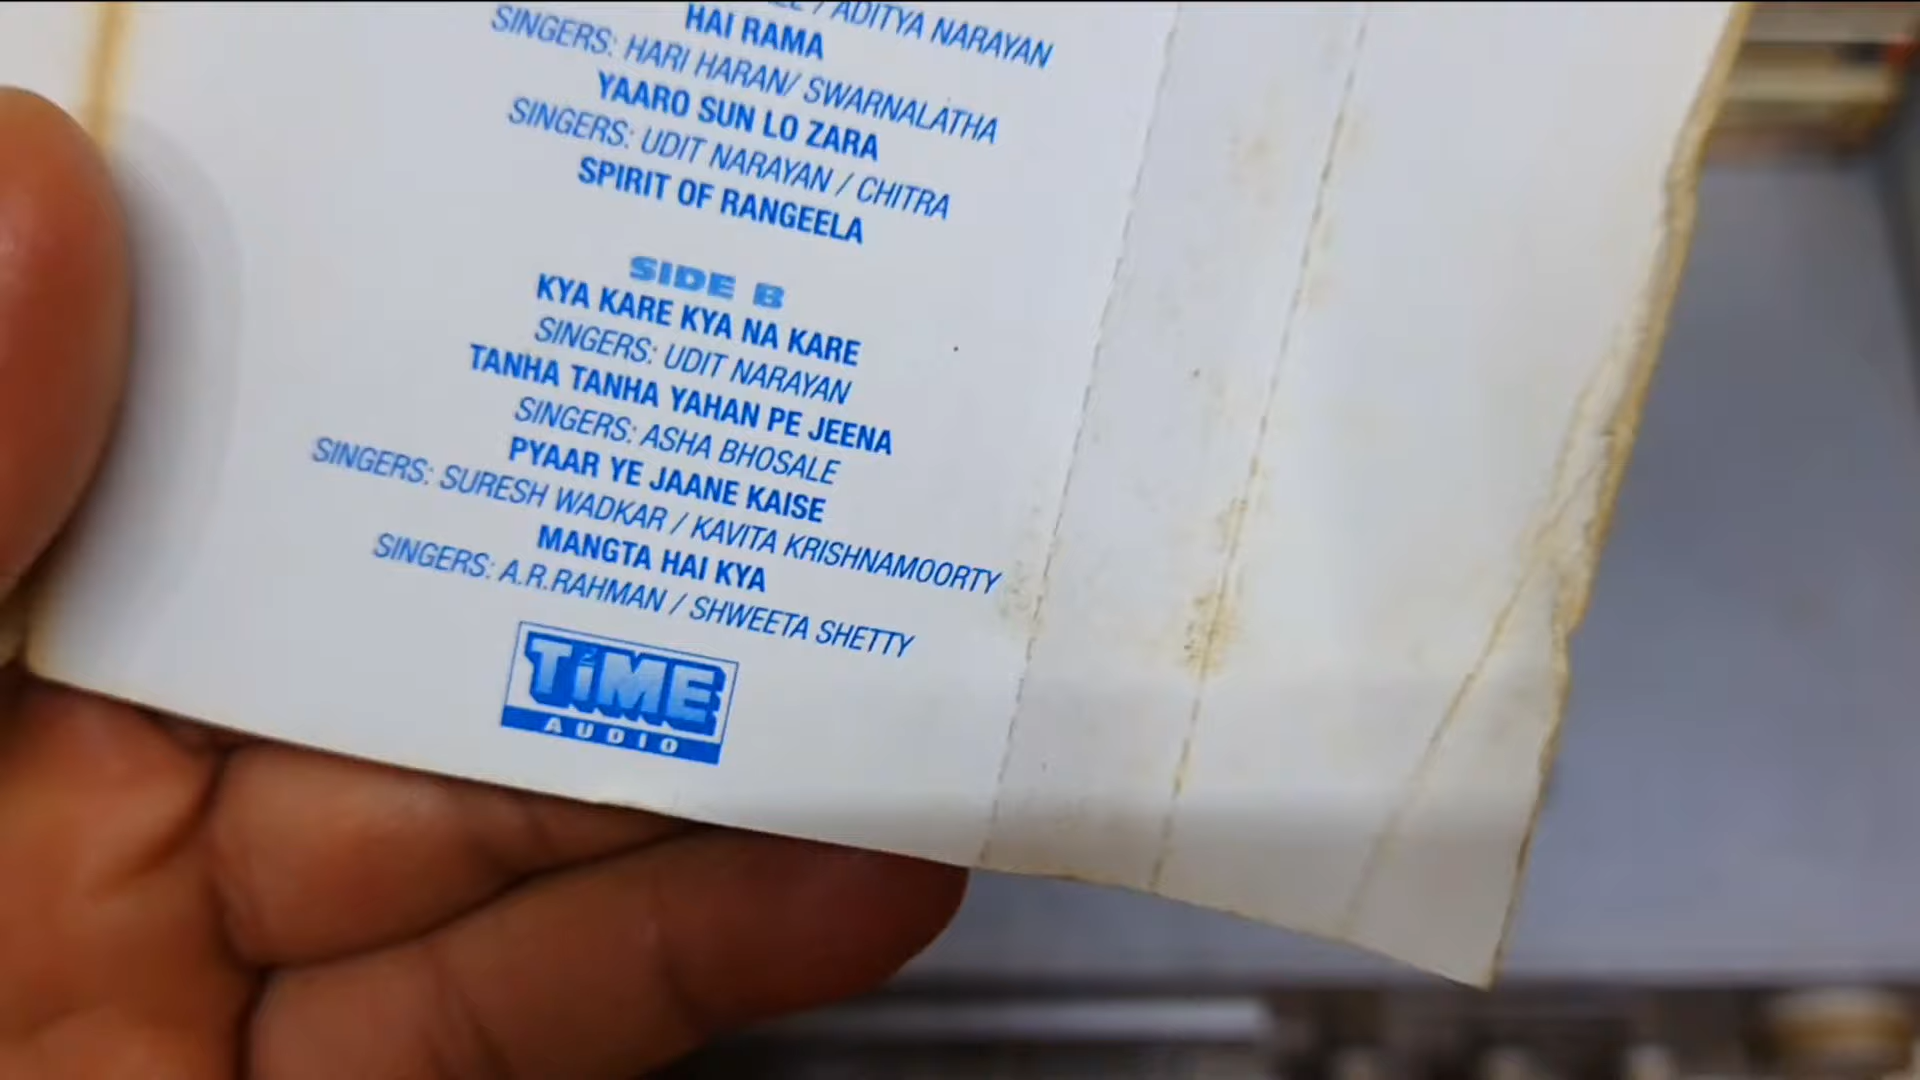 / ADITYA NARAYAN
HAI RAMA
SINGERS: HARI HARAN/ SWARNALATHA
YAARO SUN LO ZARA
SINGERS: UDIT NARAYAN / CHITRA
SPIRIT OF RANGEELA
SIDE B
KYA KARE KYA NA KARE
SINGERS: UDIT NARAYAN
TANHA TANHA YAHAN PE JEENA
SINGERS: ASHA BHOSALE
PYAAR YE JAANE KAISE
SINGERS: SURESH WADKAR / KAVITA KRISHNAMOORTY
MANGTA HAI KYA
SINGERS: A.R.RAHMAN / SHWEETA SHETTY
TiME
AUDIO